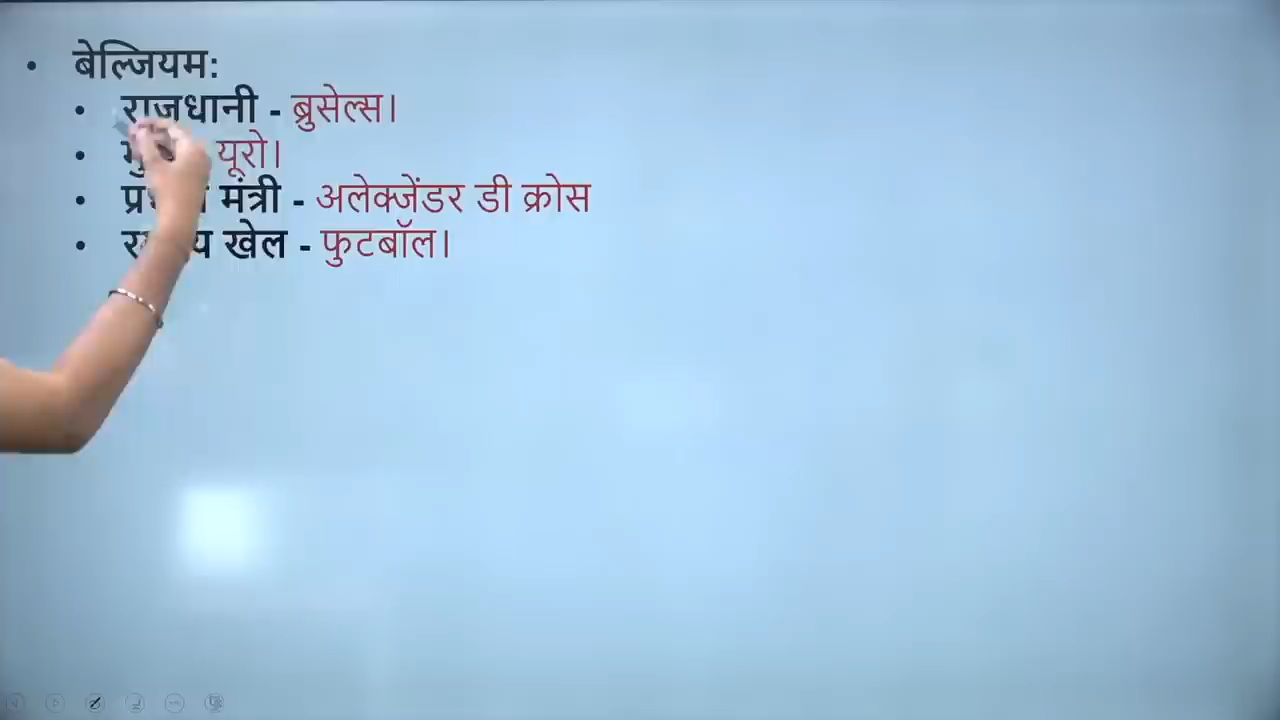 बेल्जियम:
राजधानी - ब्रुसेल्स।
यूरो।
मंत्री - अलेक्जेंडर डी क्रोस
खेल - फुटबॉल।